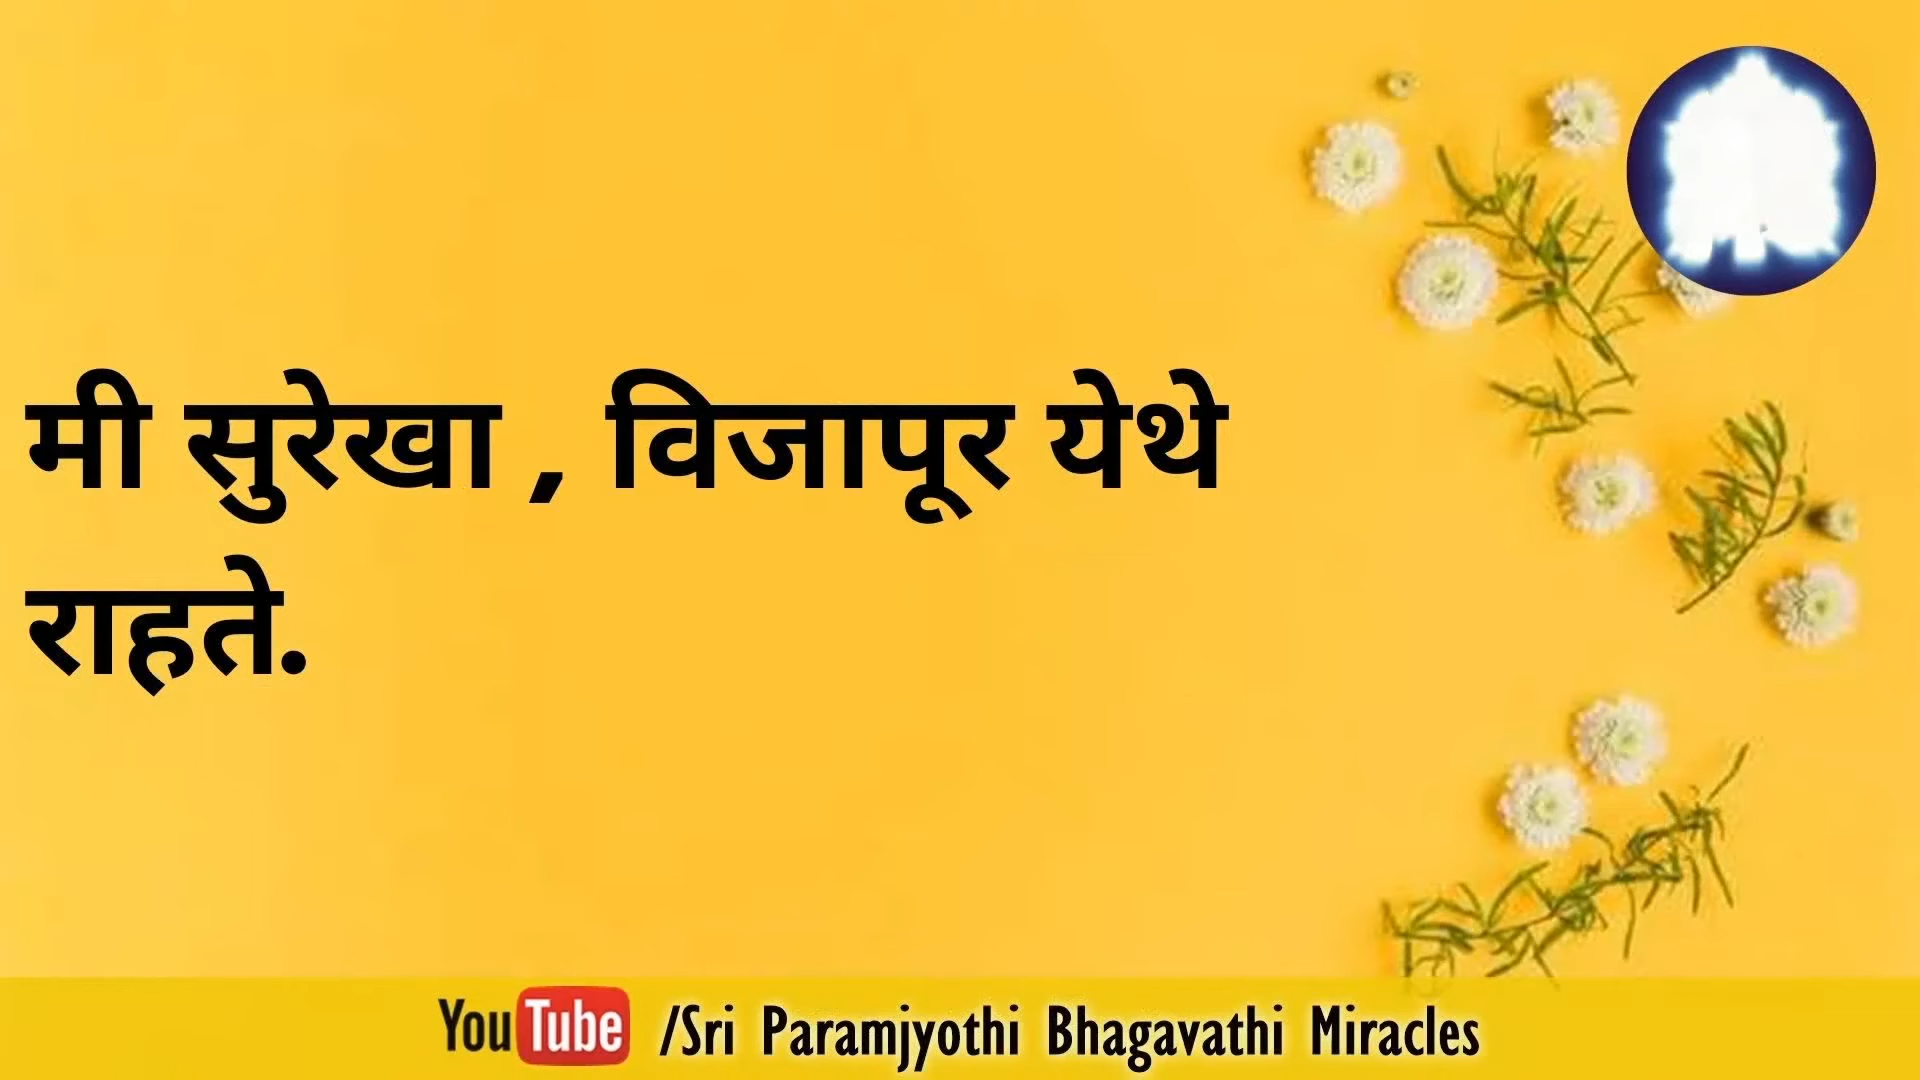 मी सुरेखा , विजापूर येथे
राहते.
YouTube /Sri Paramjyothi Bhagavathi Miracles